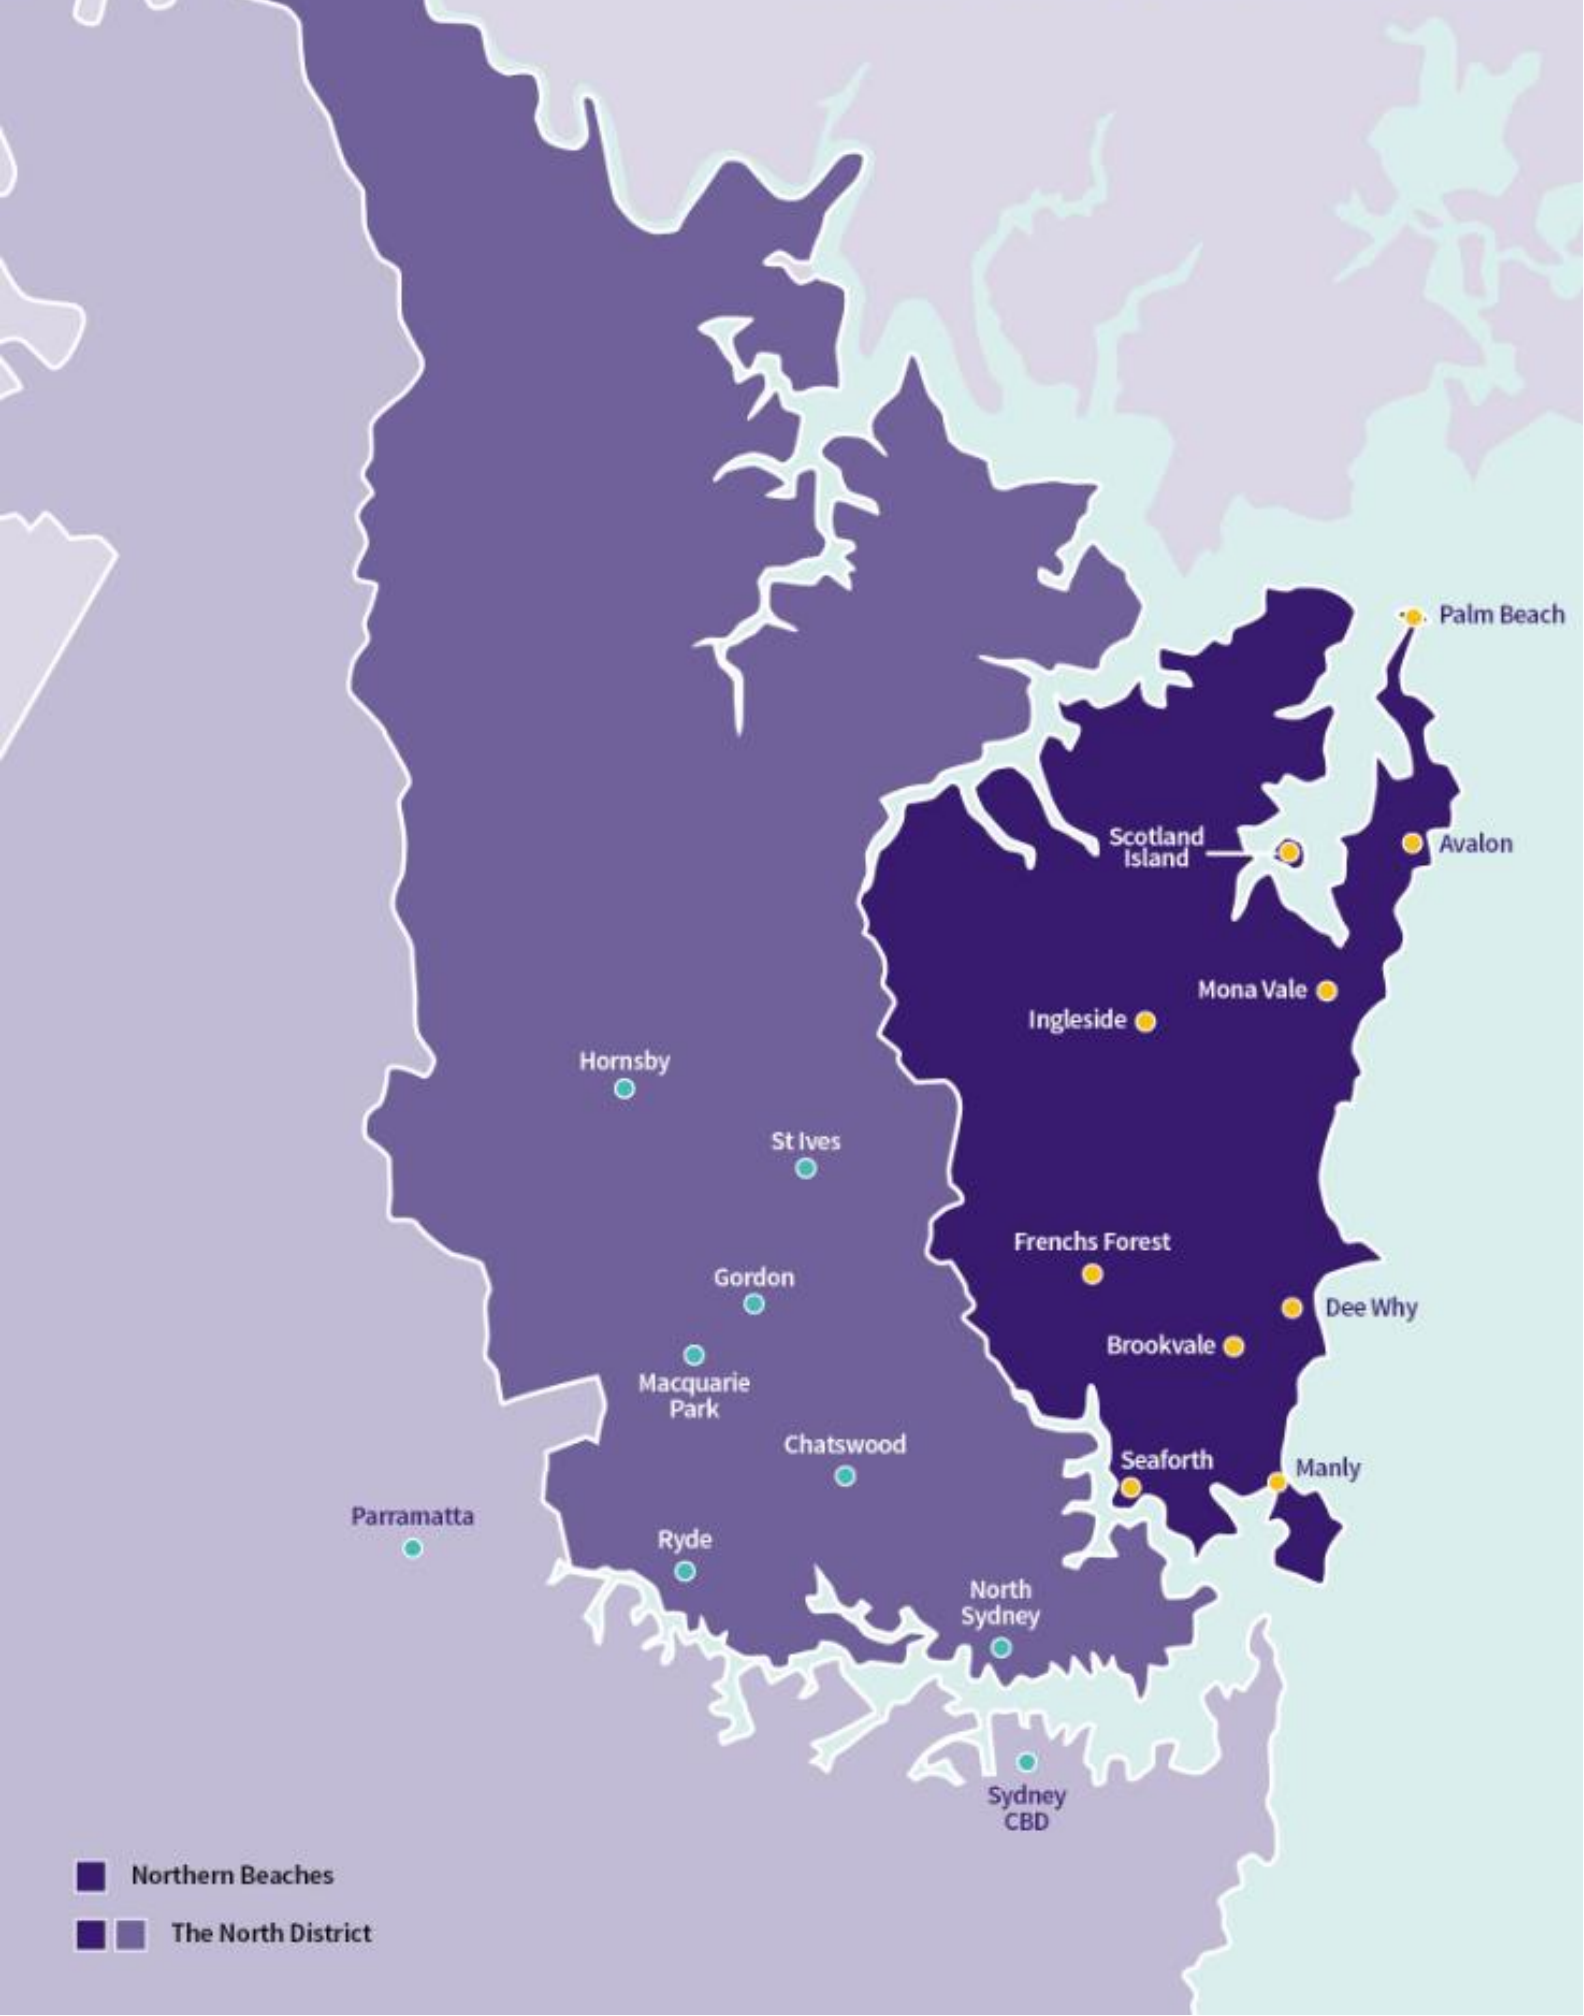 Palm Beach
Scotland
Island
Avalon
Mona Vale
Ingleside
Hornsby
St Ives
Frenchs Forest
Gordon
Dee Why
Brookvale
Macquarie
Park
Chatswood
Seaforth
Manly
Parramatta
Ryde
North
Sydney
Sydney
CBD
Northern Beaches
The North District